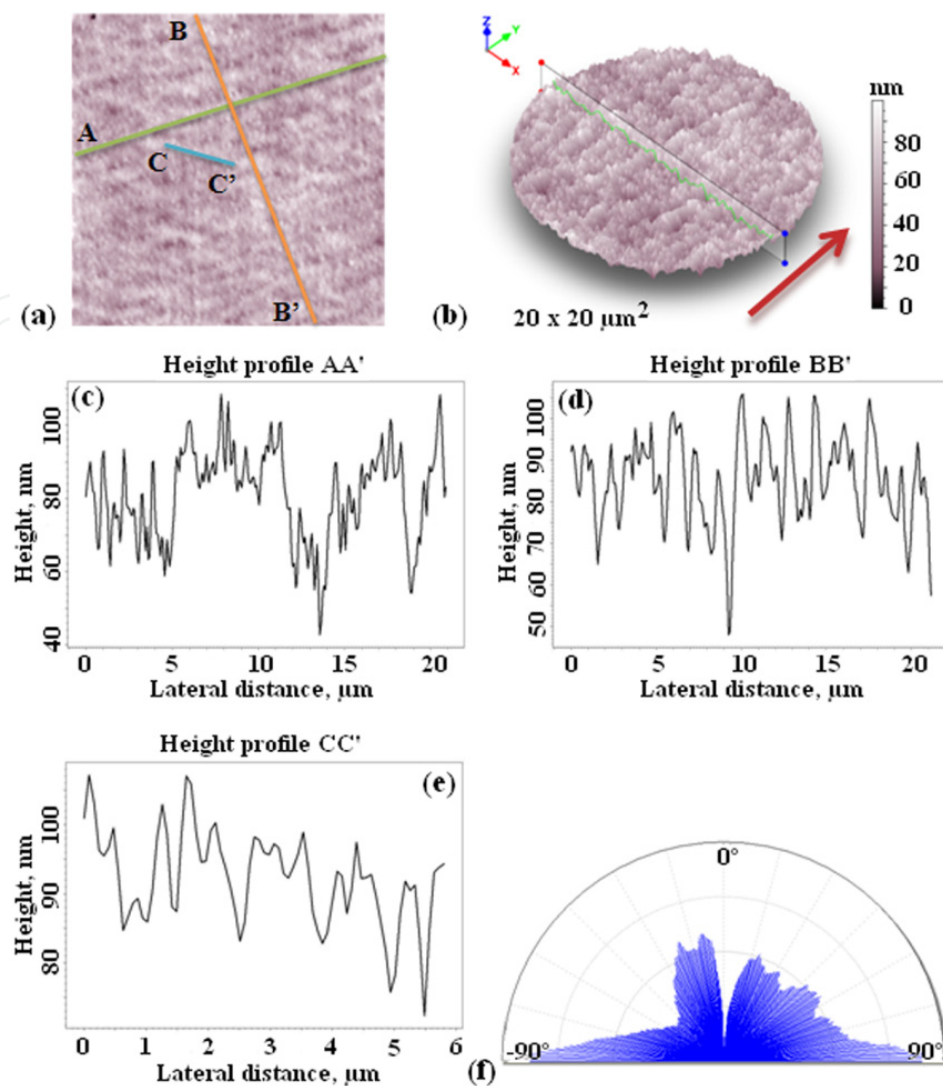 B
A
C
C’
B’
(a)
Z
Y
X
nm
80
60
40
20
0
(b)
20 x 20 µm²
Height profile AA’
(c)
Height, nm
100
80
60
40
0 5 10 15 20
Lateral distance, µm
Height profile BB’
(d)
Height, nm
100
90
80
70
60
50
0 5 10 15 20
Lateral distance, µm
Height profile CC’
(e)
Height, nm
100
90
80
0 1 2 3 4 5 6
Lateral distance, µm
0°
-90° 90°
(f)